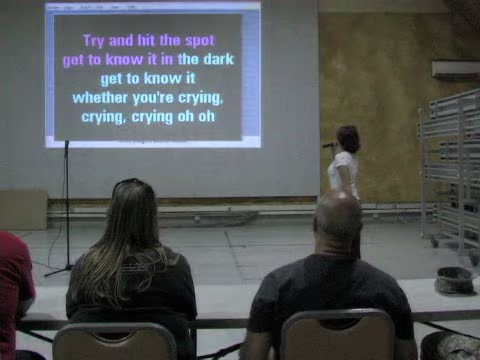 Try and hit the spot
get to know it in the dark
get to know it
whether you're crying,
crying, crying oh oh